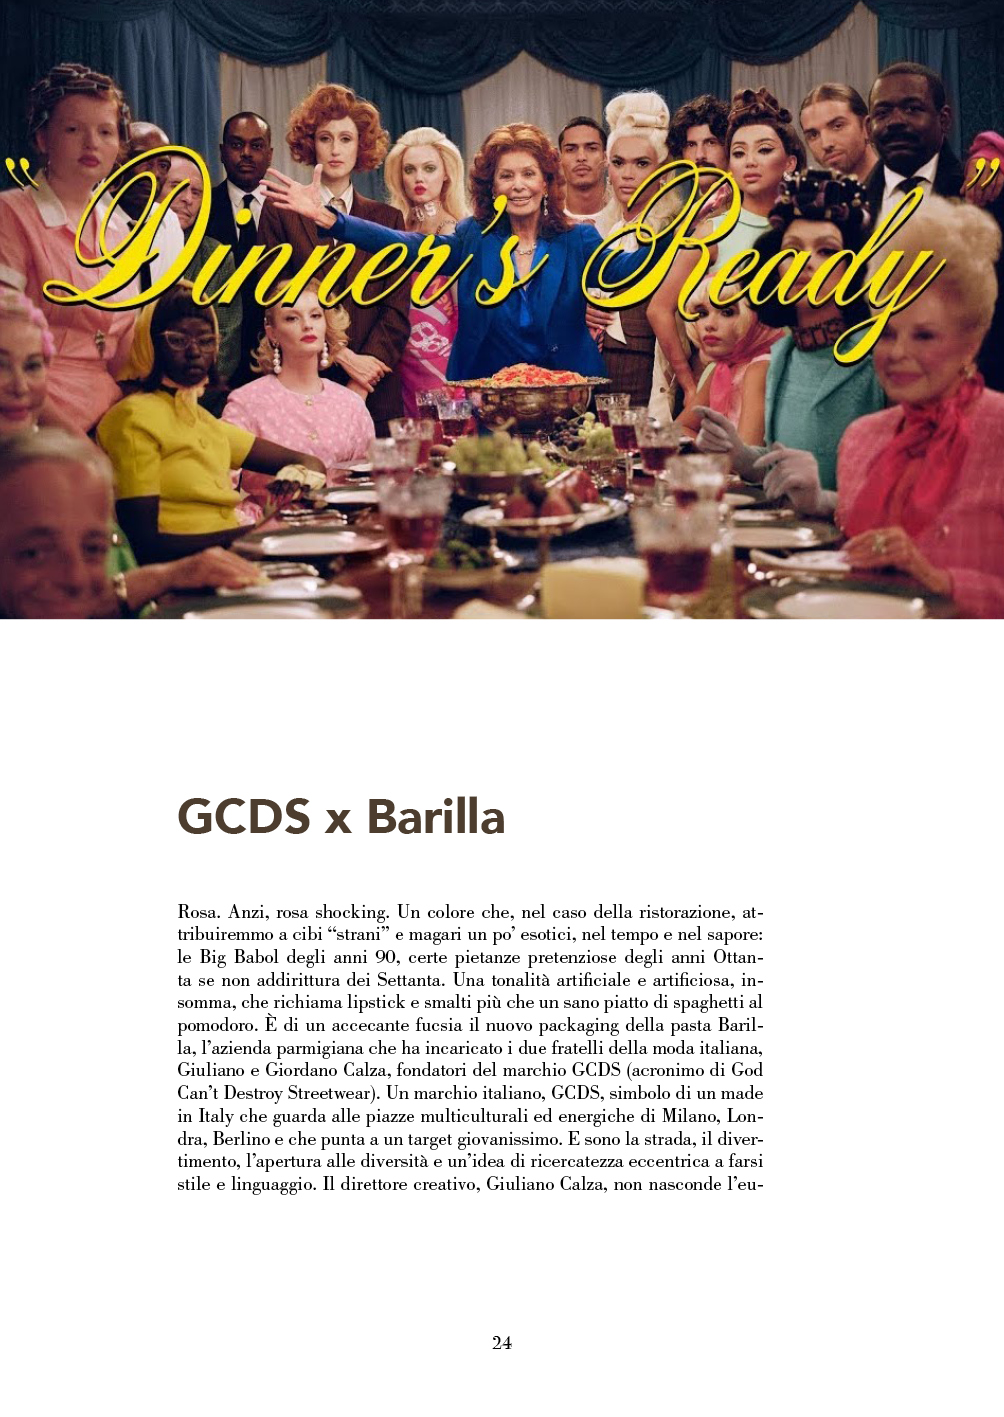 “Dinner’s Ready”
GCDS x Barilla
Rosa. Anzi, rosa shocking. Un colore che, nel caso della ristorazione, at-
tribuiremmo a cibi “strani” e magari un po’ esotici, nel tempo e nel sapore:
le Big Babol degli anni 90, certe pietanze pretenziose degli anni Ottan-
ta se non addirittura dei Settanta. Una tonalità artificiale e artificiosa, in-
somma, che richiama lipstick e smalti più che un sano piatto di spaghetti al
pomodoro. È di un accecante fucsia il nuovo packaging della pasta Baril-
la, l’azienda parmigiana che ha incaricato i due fratelli della moda italiana,
Giuliano e Giordano Calza, fondatori del marchio GCDS (acronimo di God
Can’t Destroy Streetwear). Un marchio italiano, GCDS, simbolo di un made
in Italy che guarda alle piazze multiculturali ed energiche di Milano, Lon-
dra, Berlino e che punta a un target giovanissimo. E sono la strada, il diver-
timento, l’apertura alle diversità e un’idea di ricercatezza eccentrica a farsi
stile e linguaggio. Il direttore creativo, Giuliano Calza, non nasconde l’eu-
24